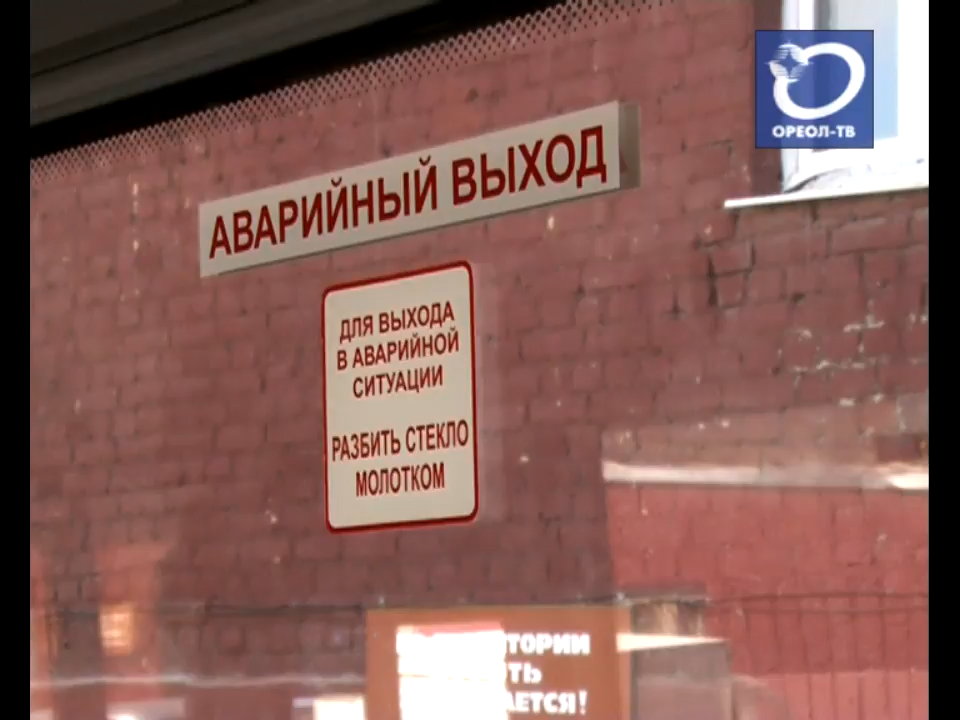 ОРЕОЛ-ТВ
АВАРИЙНЫЙ ВЫХОД
ДЛЯ ВЫХОДА
В АВАРИЙНОЙ
СИТУАЦИИ
РАЗБИТЬ СТЕКЛО
МОЛОТКОМ